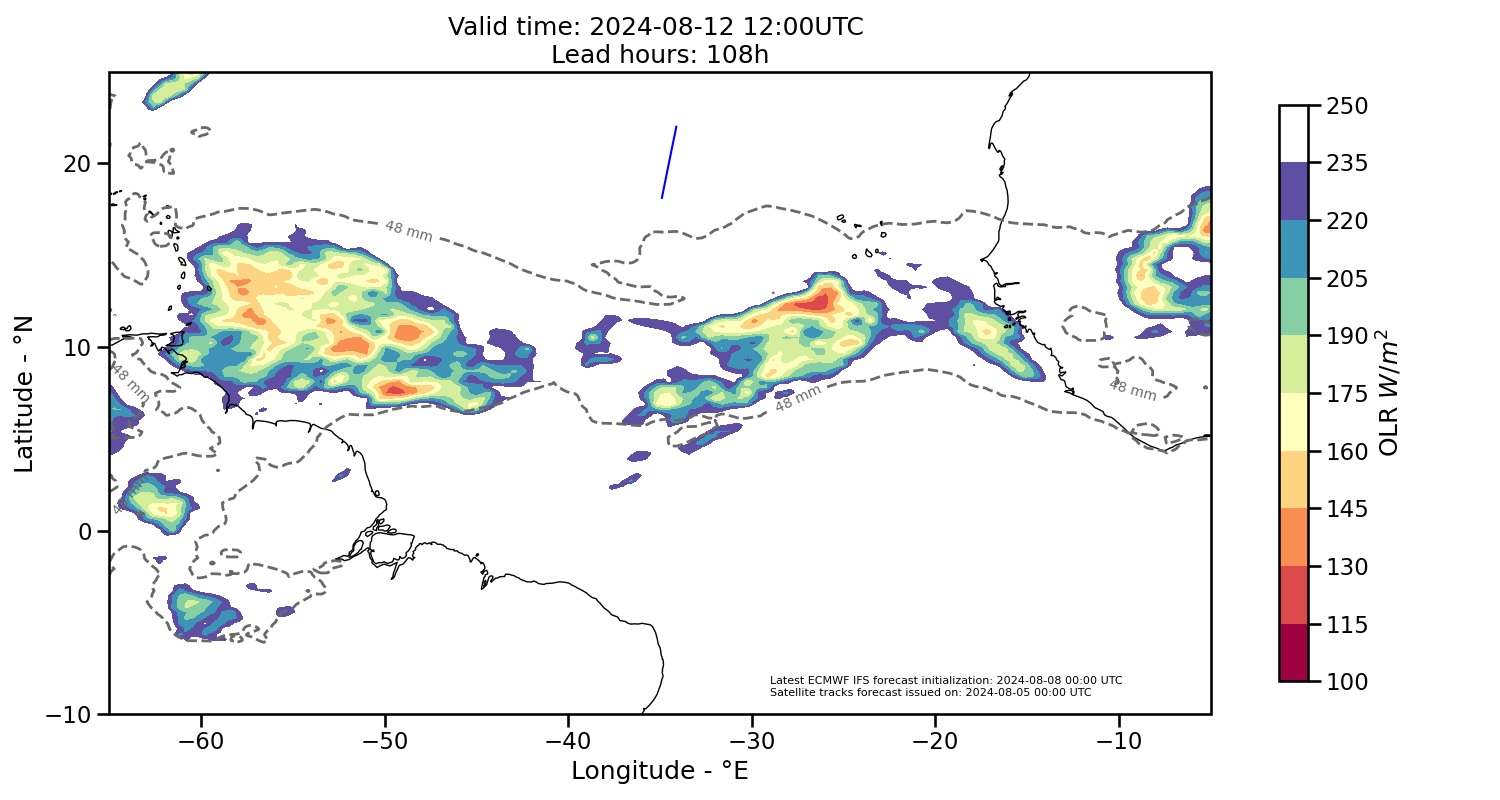 Valid time: 2024-08-12 12:00UTC
Lead hours: 108h
Latitude - °N
20
10
0
−10
−60
−50
−40
−30
−20
−10
Longitude - °E
48 mm
48 mm
48 mm
48 mm
Latest ECMWF IFS forecast initialization: 2024-08-08 00:00 UTC
Satellite tracks forecast issued on: 2024-08-05 00:00 UTC
250
235
220
205
190
175
160
145
130
115
100
OLR W/m²